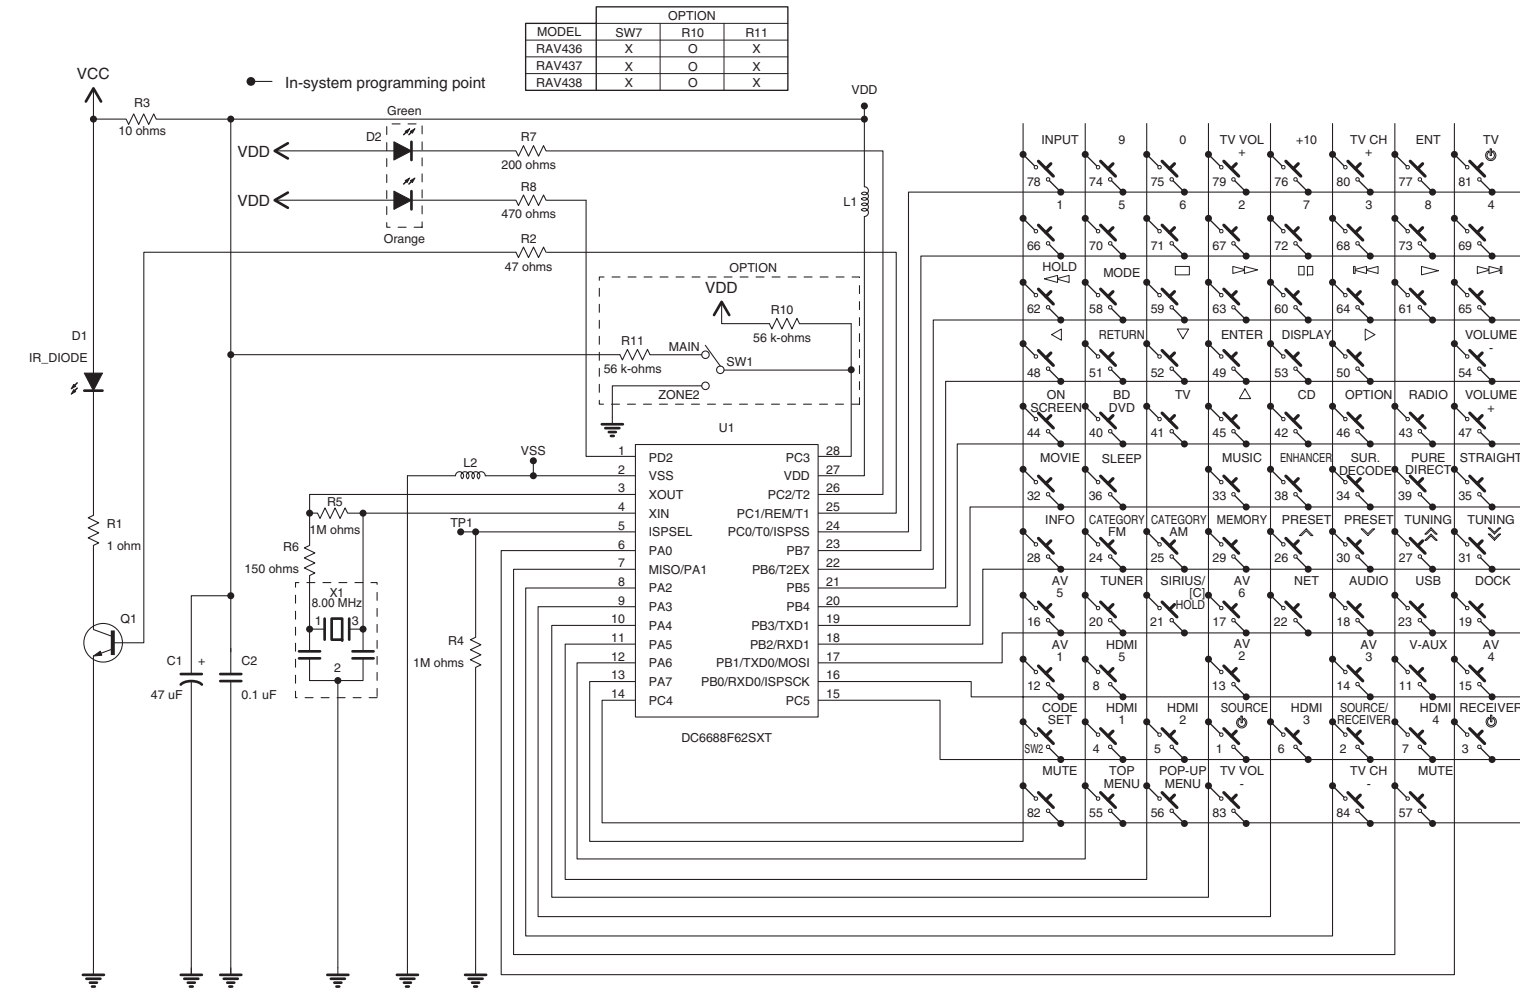 OPTION
MODEL SW7 R10 R11
RAV436 X O X
RAV437 X O X
RAV438 X O X
In-system programming point
VCC
R3
10 ohms
VDD
Green
D2
VDD
R7
200 ohms
VDD
R8
470 ohms
Orange
R2
47 ohms
L1
OPTION
VDD
R10
56 k-ohms
R11
56 k-ohms
MAIN
SW1
ZONE2
D1
IR_DIODE
R1
1 ohm
Q1
C1 +
47 uF
C2
0.1 uF
L2
VSS
R5
1M ohms
R6
150 ohms
X1
8.00 MHz
1 3
2
TP1
R4
1M ohms
U1
1 PD2 PC3 28
2 VSS VDD 27
3 XOUT PC2/T2 26
4 XIN PC1/REM/T1 25
5 ISPSEL PC0/T0/ISPSS 24
6 PA0 PB7 23
7 MISO/PA1 PB6/T2EX 22
8 PA2 PB5 21
9 PA3 PB4 20
10 PA4 PB3/TXD1 19
11 PA5 PB2/RXD1 18
12 PA6 PB1/TXD0/MOSI 17
13 PA7 PB0/RXD0/ISPSCK 16
14 PC4 PC5 15
DC6688F62SXT
INPUT 9 0 TV VOL + +10 TV CH + ENT TV
78 74 75 79 76 80 77 81
1 5 6 2 7 3 8 4
66 70 71 67 72 68 73 69
HOLD MODE
62 58 59 63 60 64 61 65
RETURN ENTER DISPLAY VOLUME -
48 51 52 49 53 50 54
ON SCREEN BD DVD TV CD OPTION RADIO VOLUME +
44 40 41 45 42 46 43 47
MOVIE SLEEP MUSIC ENHANCER SUR. DECODE PURE DIRECT STRAIGHT
32 36 33 38 34 39 35
INFO CATEGORY FM CATEGORY AM MEMORY PRESET PRESET TUNING TUNING
28 24 25 29 26 30 27 31
AV 5 TUNER SIRIUS/ [C] HOLD AV 6 NET AUDIO USB DOCK
16 20 21 17 22 18 23 19
AV 1 HDMI 5 AV 2 AV 3 V-AUX AV 4
12 8 13 14 11 15
CODE SET HDMI 1 HDMI 2 SOURCE HDMI 3 SOURCE/ RECEIVER HDMI 4 RECEIVER
SW2 4 5 1 6 2 7 3
MUTE TOP MENU POP-UP MENU TV VOL - TV CH - MUTE
82 55 56 83 84 57